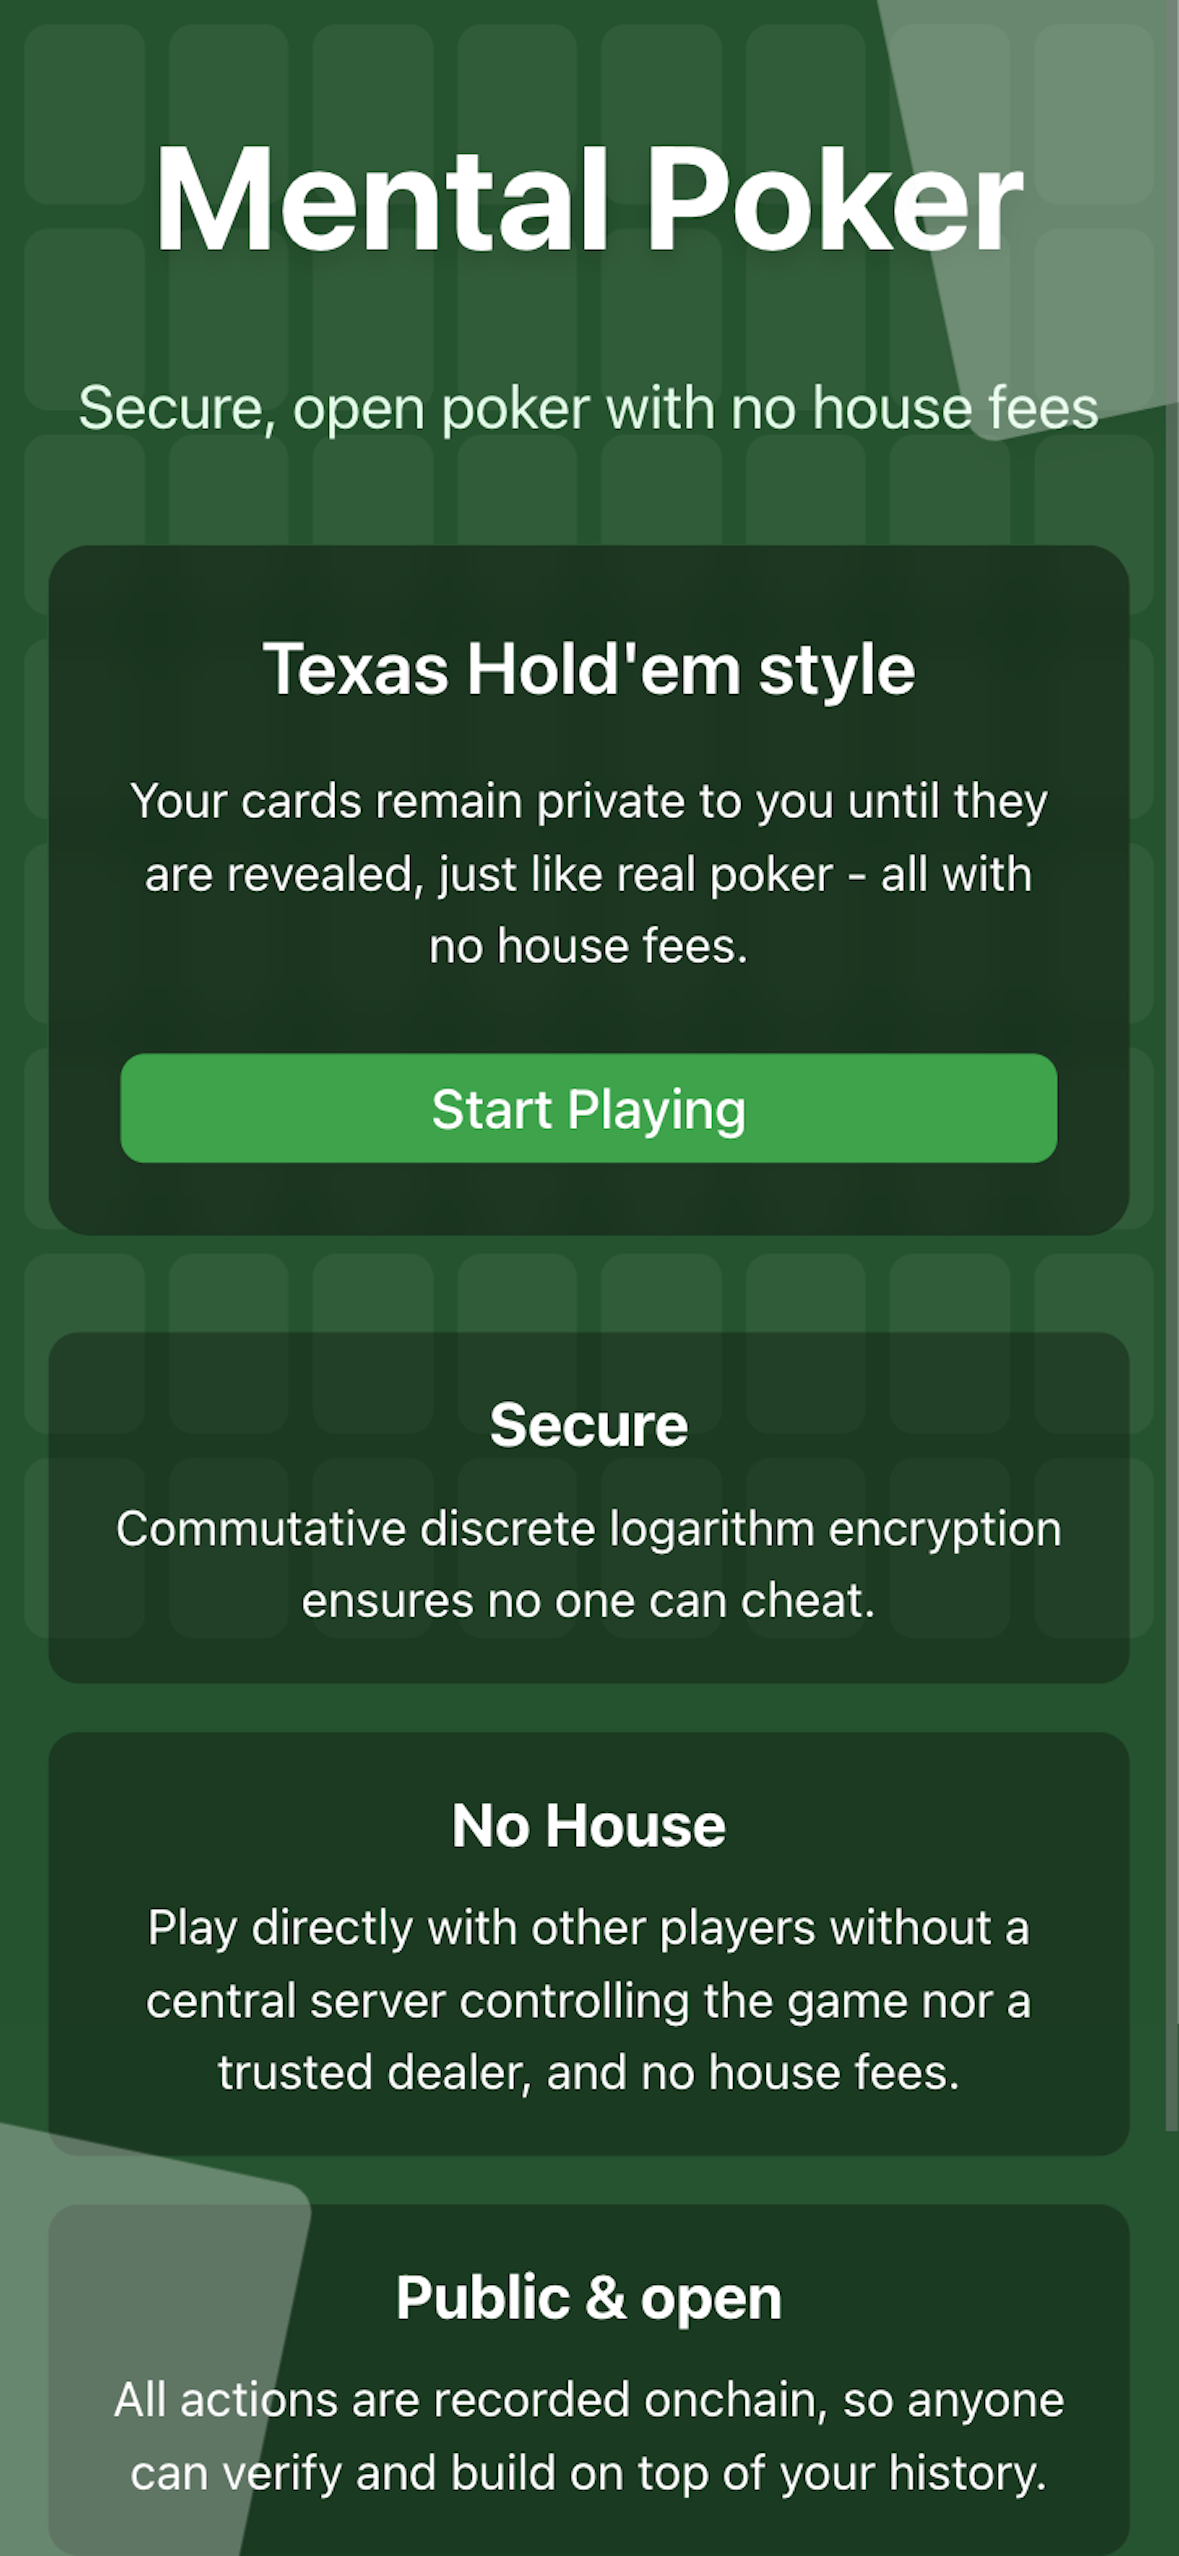 Mental Poker
Secure, open poker with no house fees
Texas Hold'em style
Your cards remain private to you until they
are revealed, just like real poker - all with
no house fees.
Start Playing
Secure
Commutative discrete logarithm encryption
ensures no one can cheat.
No House
Play directly with other players without a
central server controlling the game nor a
trusted dealer, and no house fees.
Public & open
All actions are recorded onchain, so anyone
can verify and build on top of your history.